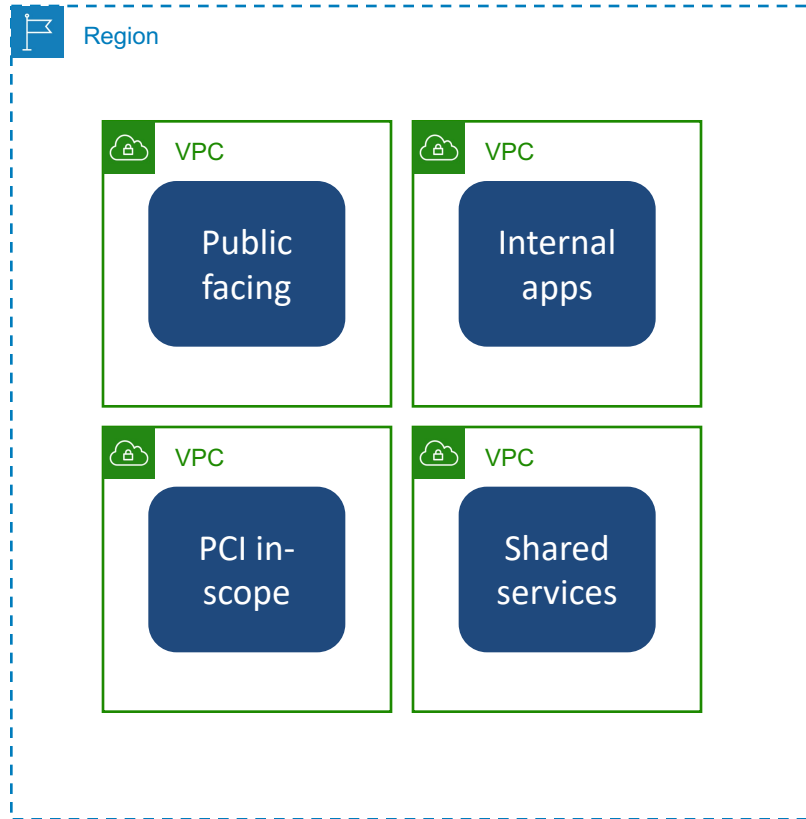 Region
VPC
VPC
Public
facing
Internal
apps
VPC
VPC
PCI in-
scope
Shared
services